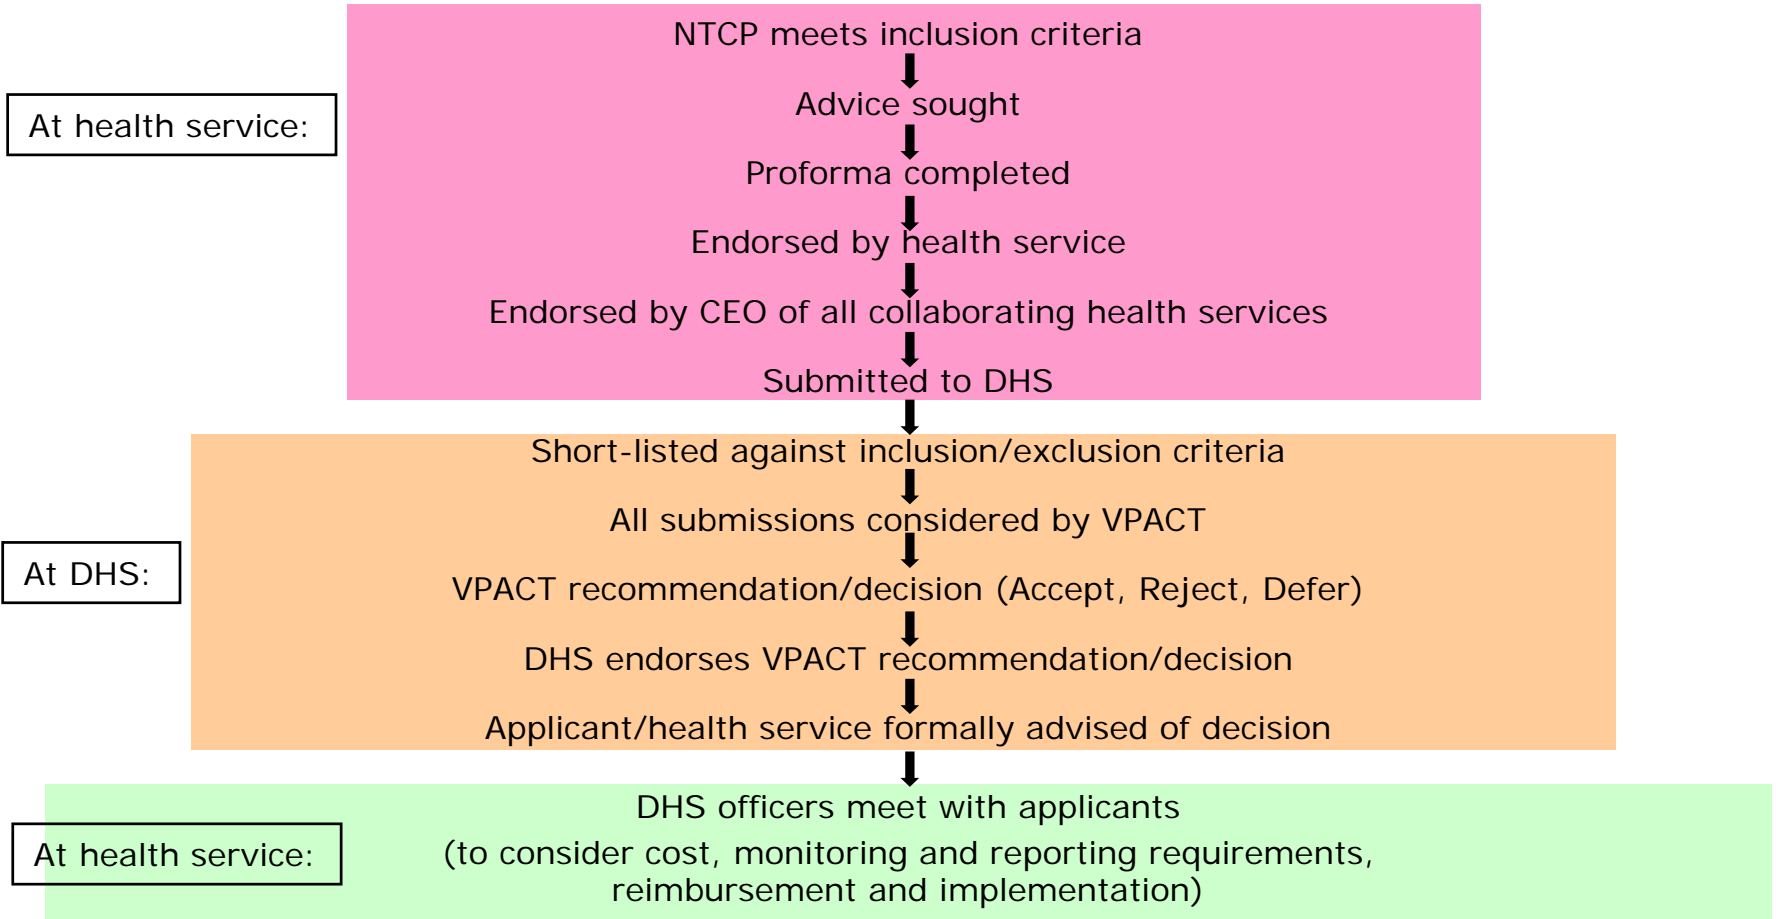 NTCP meets inclusion criteria
At health service:
Advice sought
Proforma completed
Endorsed by health service
Endorsed by CEO of all collaborating health services
Submitted to DHS
Short-listed against inclusion/exclusion criteria
All submissions considered by VPACT
At DHS:
VPACT recommendation/decision (Accept, Reject, Defer)
DHS endorses VPACT recommendation/decision
Applicant/health service formally advised of decision
DHS officers meet with applicants
At health service:
(to consider cost, monitoring and reporting requirements,
reimbursement and implementation)